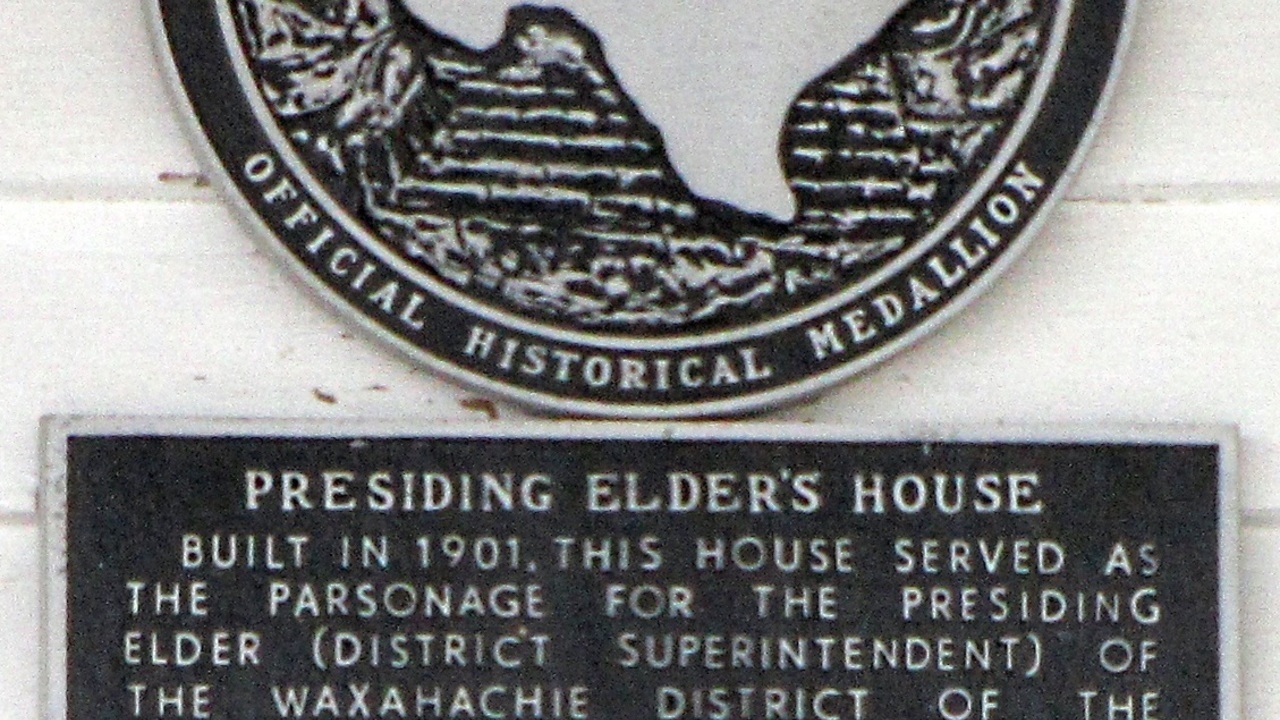 OFFICIAL HISTORICAL MEDALLION
PRESIDING ELDER'S HOUSE
BUILT IN 1901, THIS HOUSE SERVED AS
THE PARSONAGE FOR THE PRESIDING
ELDER (DISTRICT SUPERINTENDENT) OF
THE WAXAHACHIE DISTRICT OF THE